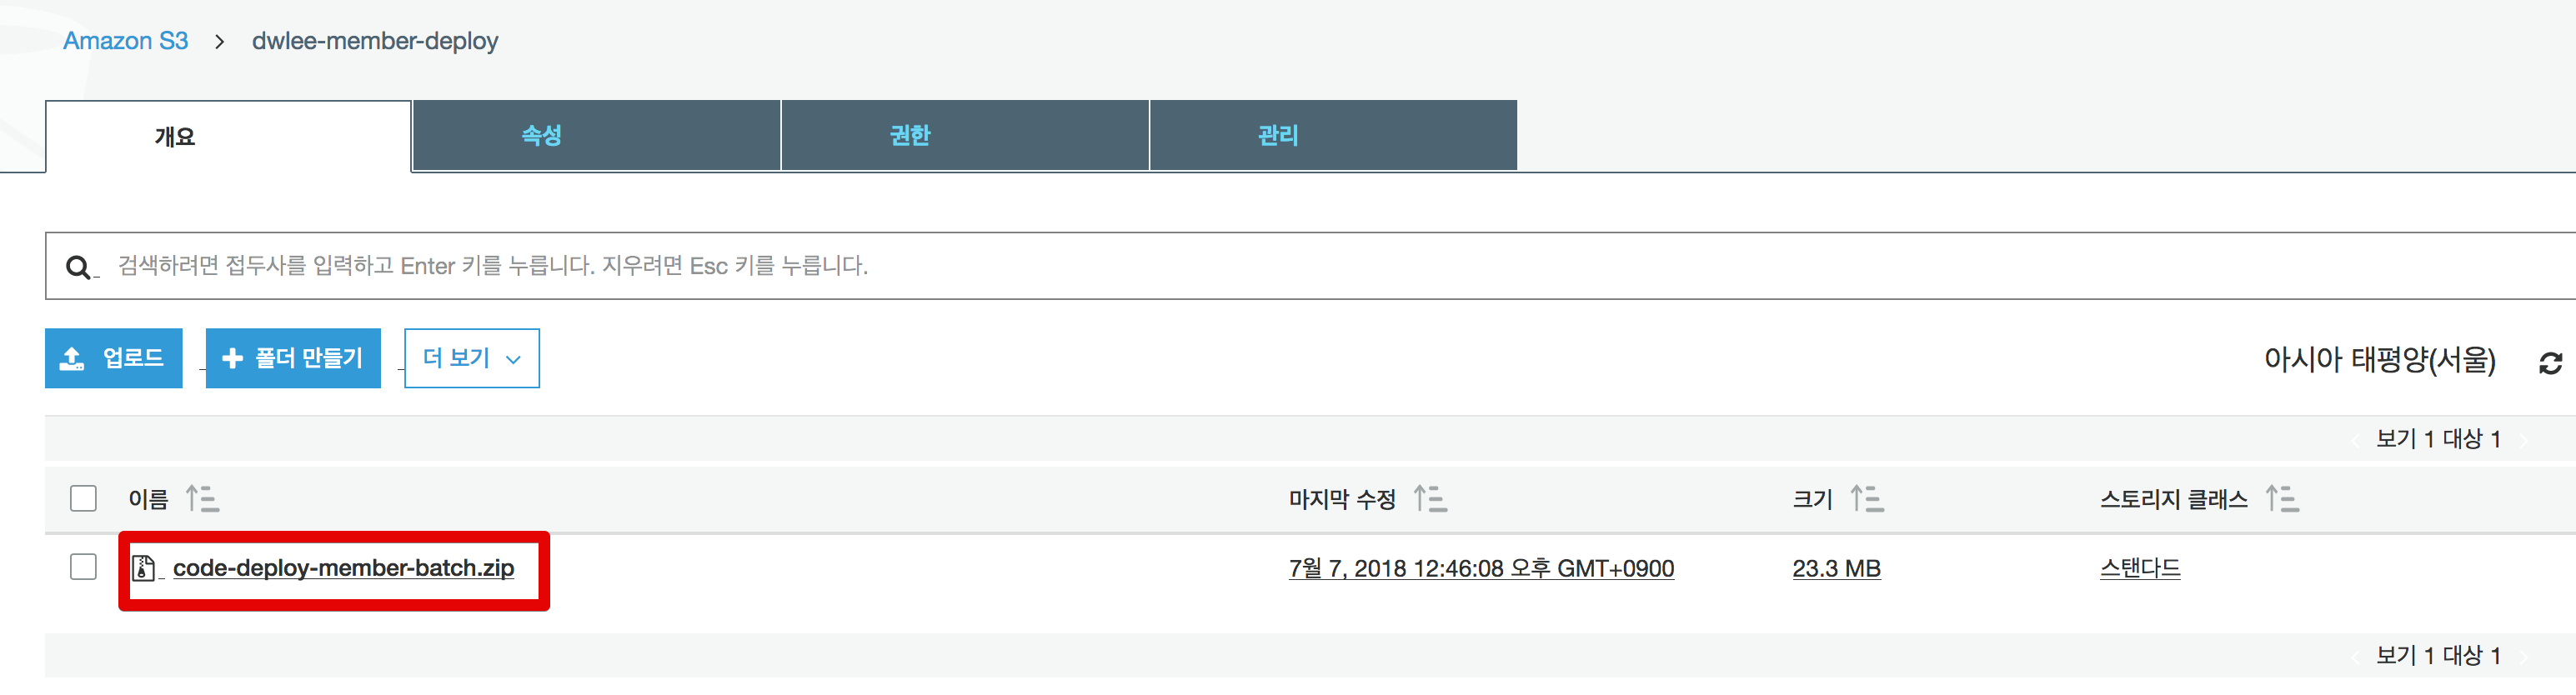 Amazon S3 > dwlee-member-deploy
개요 속성 권한 관리
검색하려면 접두사를 입력하고 Enter 키를 누릅니다. 지우려면 Esc 키를 누릅니다.
업로드 + 폴더 만들기 더 보기 아시아 태평양(서울)
보기 1 대상 1
이름 마지막 수정 크기 스토리지 클래스
code-deploy-member-batch.zip 7월 7, 2018 12:46:08 오후 GMT+0900 23.3 MB 스탠다드
보기 1 대상 1